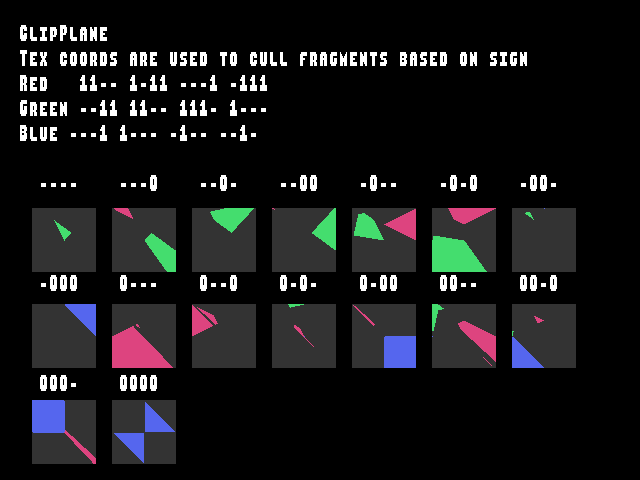 ClipPlane
Tex coords are used to cull fragments based on sign
Red 11-- 1-11 ---1 -111
Green --11 11-- 111- 1---
Blue ---1 1--- -1-- --1-
---- ---0 --0- --00 -0-- -0-0 -00-
-000 0--- 0--0 0-0- 0-00 00-- 00-0
000- 0000